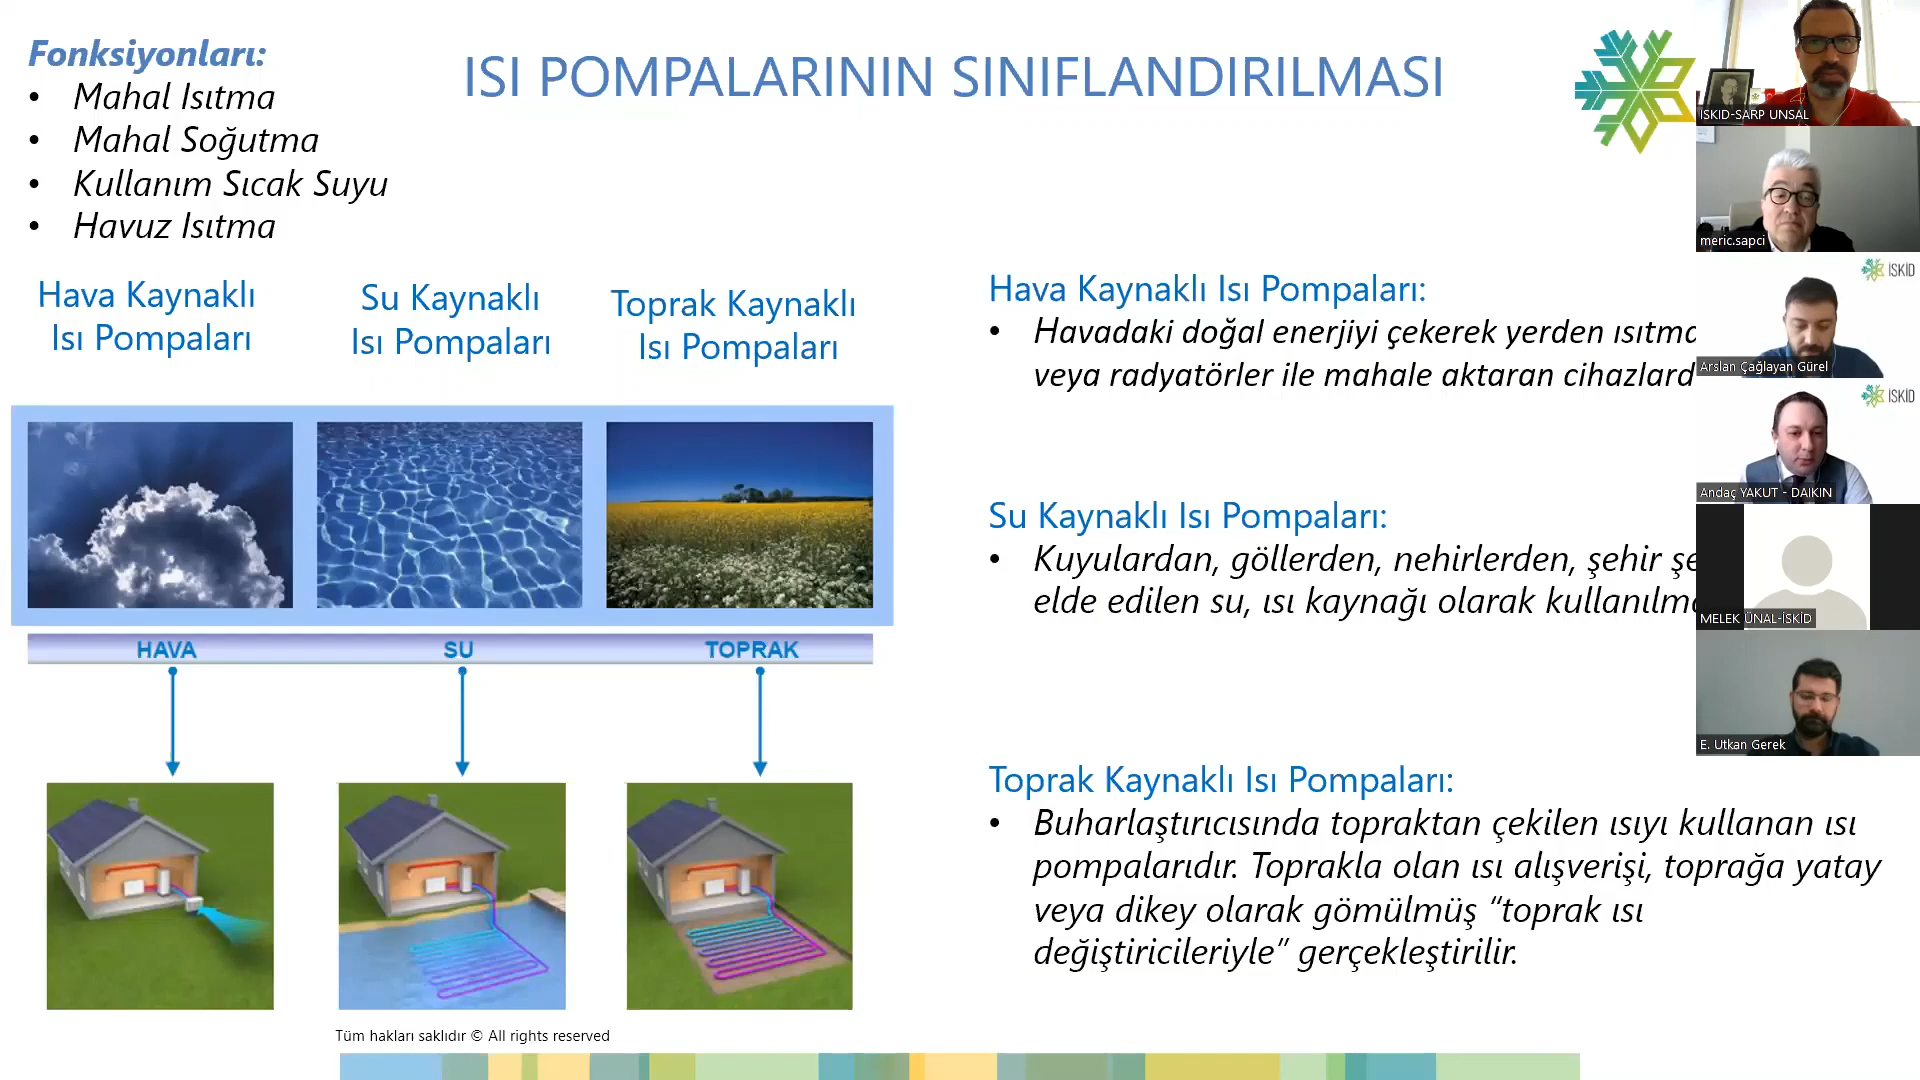 Fonksiyonları:
• Mahal Isıtma
• Mahal Soğutma
• Kullanım Sıcak Suyu
• Havuz Isıtma
ISI POMPALARININ SINIFLANDIRILMASI
Hava Kaynaklı
Isı Pompaları
Su Kaynaklı
Isı Pompaları
Toprak Kaynaklı
Isı Pompaları
HAVA
SU
TOPRAK
Hava Kaynaklı Isı Pompaları:
• Havadaki doğal enerjiyi çekerek yerden ısıtma
veya radyatörler ile mahale aktaran cihazlard
Su Kaynaklı Isı Pompaları:
• Kuyulardan, göllerden, nehirlerden, şehir şe
elde edilen su, ısı kaynağı olarak kullanılma
Toprak Kaynaklı Isı Pompaları:
• Buharlaştırıcısında topraktan çekilen ısıyı kullanan ısı
pompalarıdır. Toprakla olan ısı alışverişi, toprağa yatay
veya dikey olarak gömülmüş “toprak ısı
değiştiricileriyle” gerçekleştirilir.
Tüm hakları saklıdır © All rights reserved
ISKID-SARP UNSAL
meric.sapci
İSKİD
Arslan Çağlayan Gürel
İSKİD
Andaç YAKUT - DAIKIN
MELEK ÜNAL-İSKİD
E. Utkan Gerek